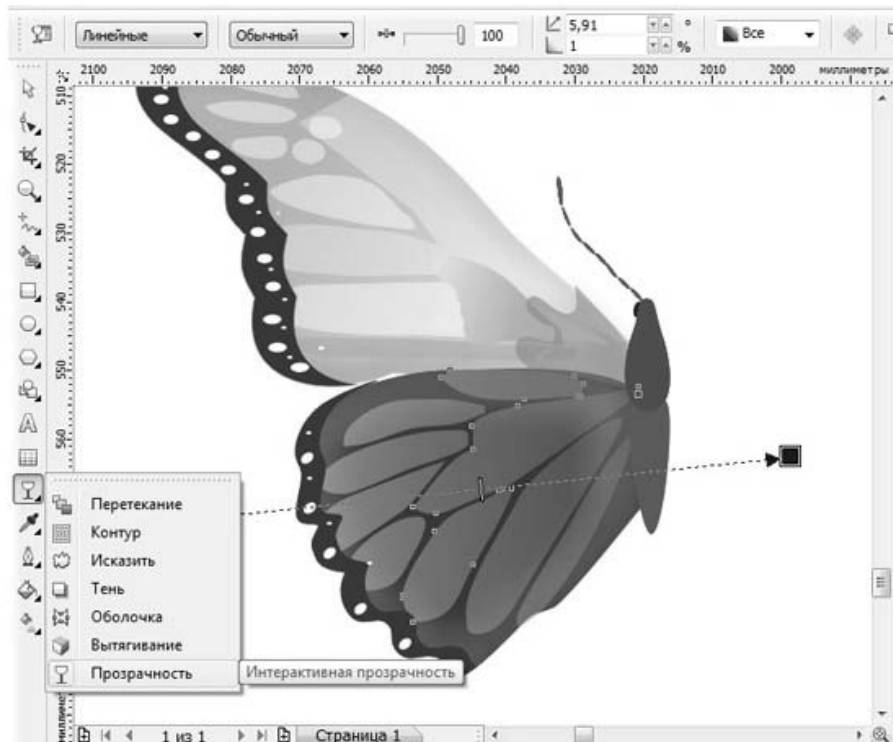 Линейные Обычный 100 5,91 ° 1 % Все
2100 2090 2080 2070 2060 2050 2040 2030 2020 2010 2000 миллиметры
510
520
530
540
550
560
Перетекание
Контур
Исказить
Тень
Оболочка
Вытягивание
Прозрачность Интерактивная прозрачность
1 из 1 Страница 1